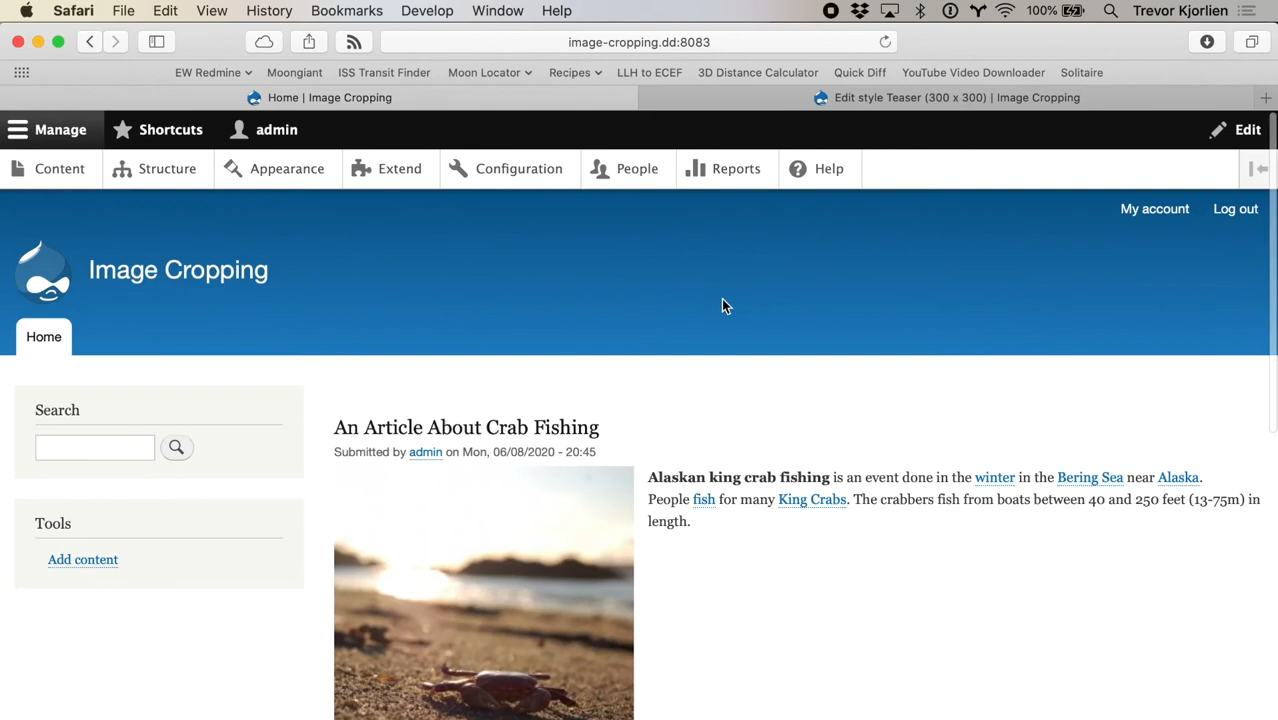 Safari File Edit View History Bookmarks Develop Window Help 100% Trevor Kjorlien
image-cropping.dd:8083
EW Redmine Moongiant ISS Transit Finder Moon Locator Recipes LLH to ECEF 3D Distance Calculator Quick Diff YouTube Video Downloader Solitaire
Home | Image Cropping Edit style Teaser (300 x 300) | Image Cropping
Manage Shortcuts admin Edit
Content Structure Appearance Extend Configuration People Reports Help
My account Log out
Image Cropping
Home
Search
Tools
Add content
An Article About Crab Fishing
Submitted by admin on Mon, 06/08/2020 - 20:45
Alaskan king crab fishing is an event done in the winter in the Bering Sea near Alaska.
People fish for many King Crabs. The crabbers fish from boats between 40 and 250 feet (13-75m) in
length.